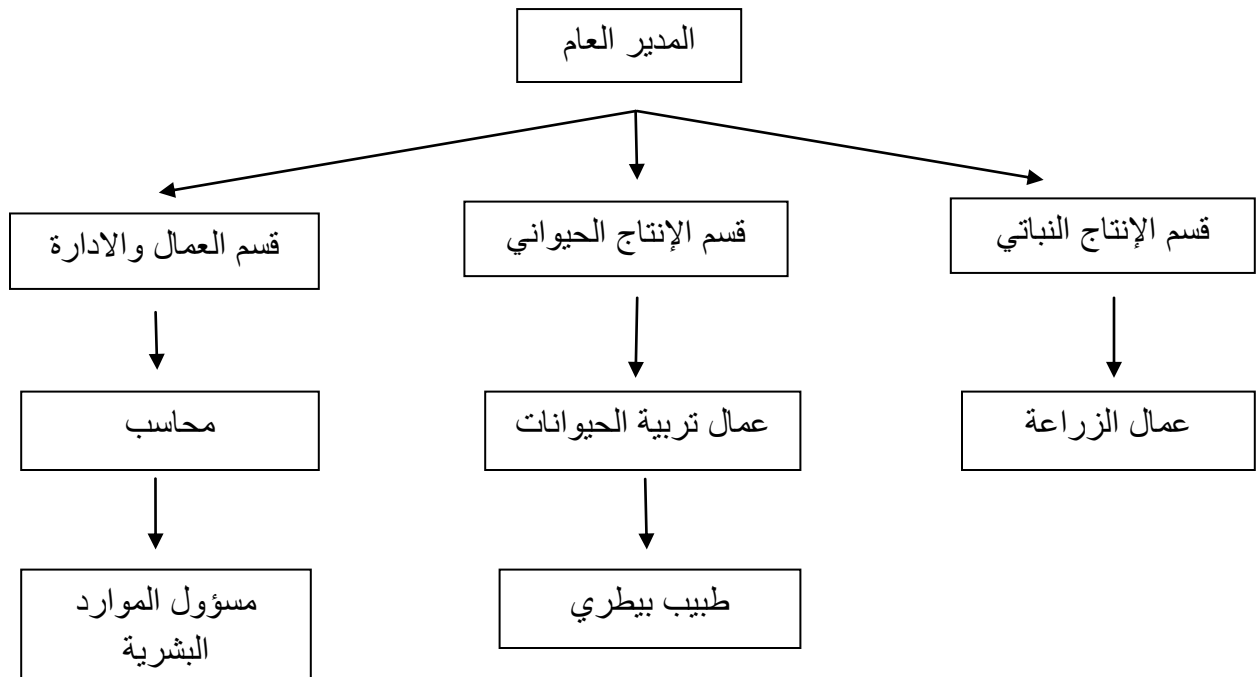 المدير العام
قسم الإنتاج النباتي
قسم الإنتاج الحيواني
قسم العمال والادارة
عمال الزراعة
عمال تربية الحيوانات
محاسب
طبيب بيطري
مسؤول الموارد
البشرية